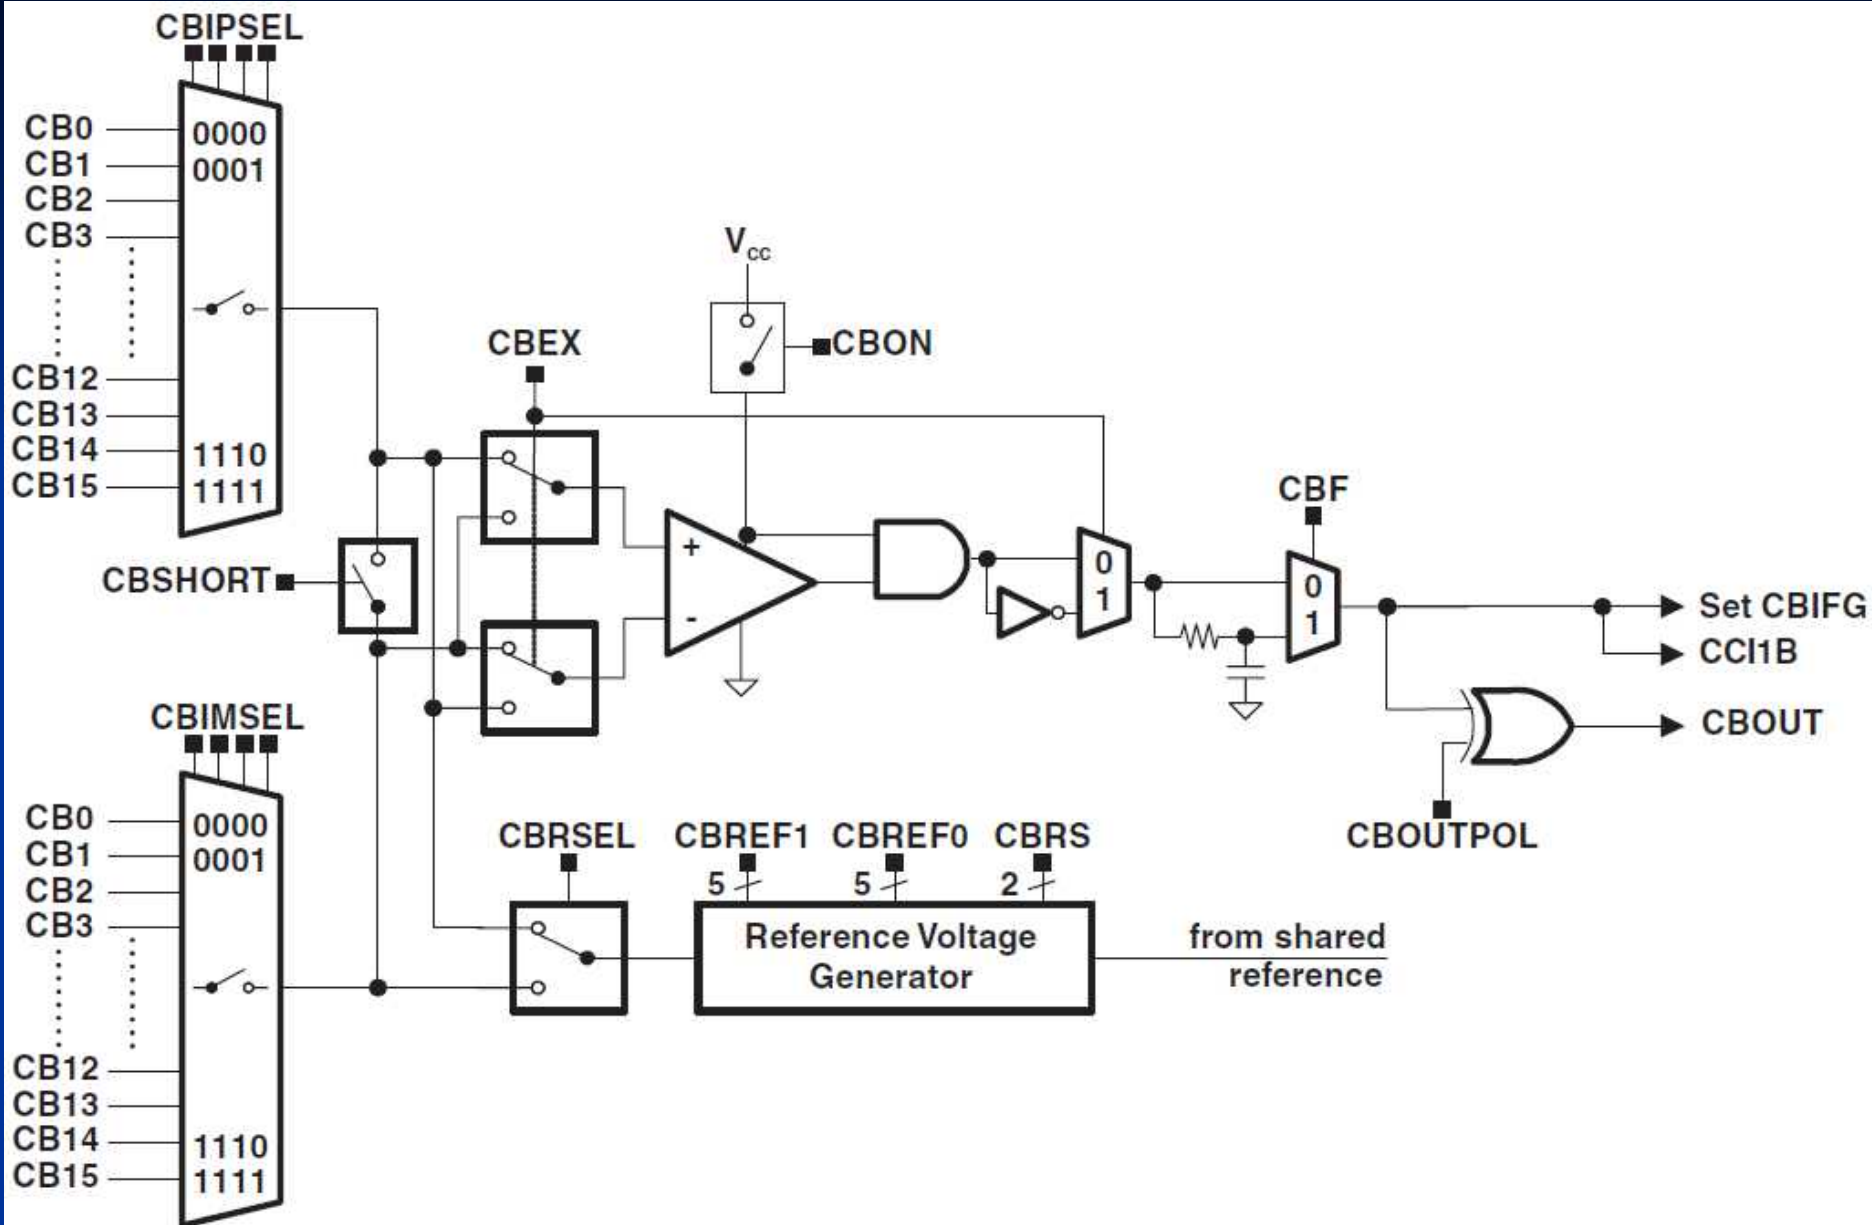 CBIPSEL
CB0
0000
CB1
0001
CB2
CB3
CB12
CB13
CB14
1110
CB15
1111
V_CC
CBON
CBEX
CBSHORT
+
-
0
1
CBF
0
1
Set CBIFG
CCI1B
CBOUT
CBOUTPOL
CBIMSEL
CB0
0000
CB1
0001
CB2
CB3
CB12
CB13
CB14
1110
CB15
1111
CBRSEL
CBREF1
CBREF0
CBRS
5
5
2
Reference Voltage
Generator
from shared
reference